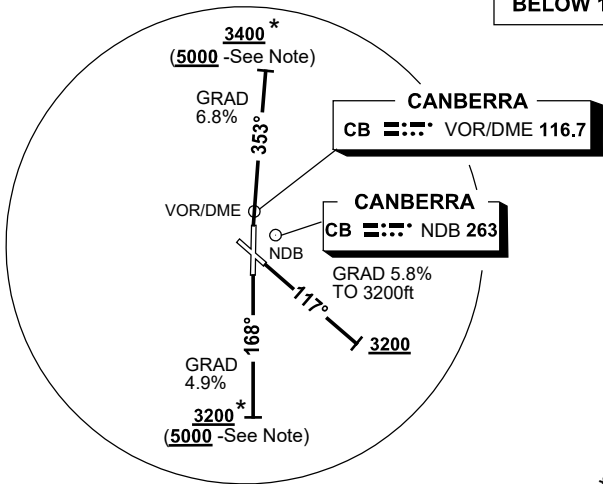 BELOW 1
3400 *
(5000 -See Note)
GRAD
6.8%
353°
CANBERRA
CB VOR/DME 116.7
VOR/DME
CANBERRA
CB NDB 263
NDB
GRAD 5.8%
TO 3200ft
117°
3200
168°
GRAD
4.9%
3200 *
(5000 -See Note)
*